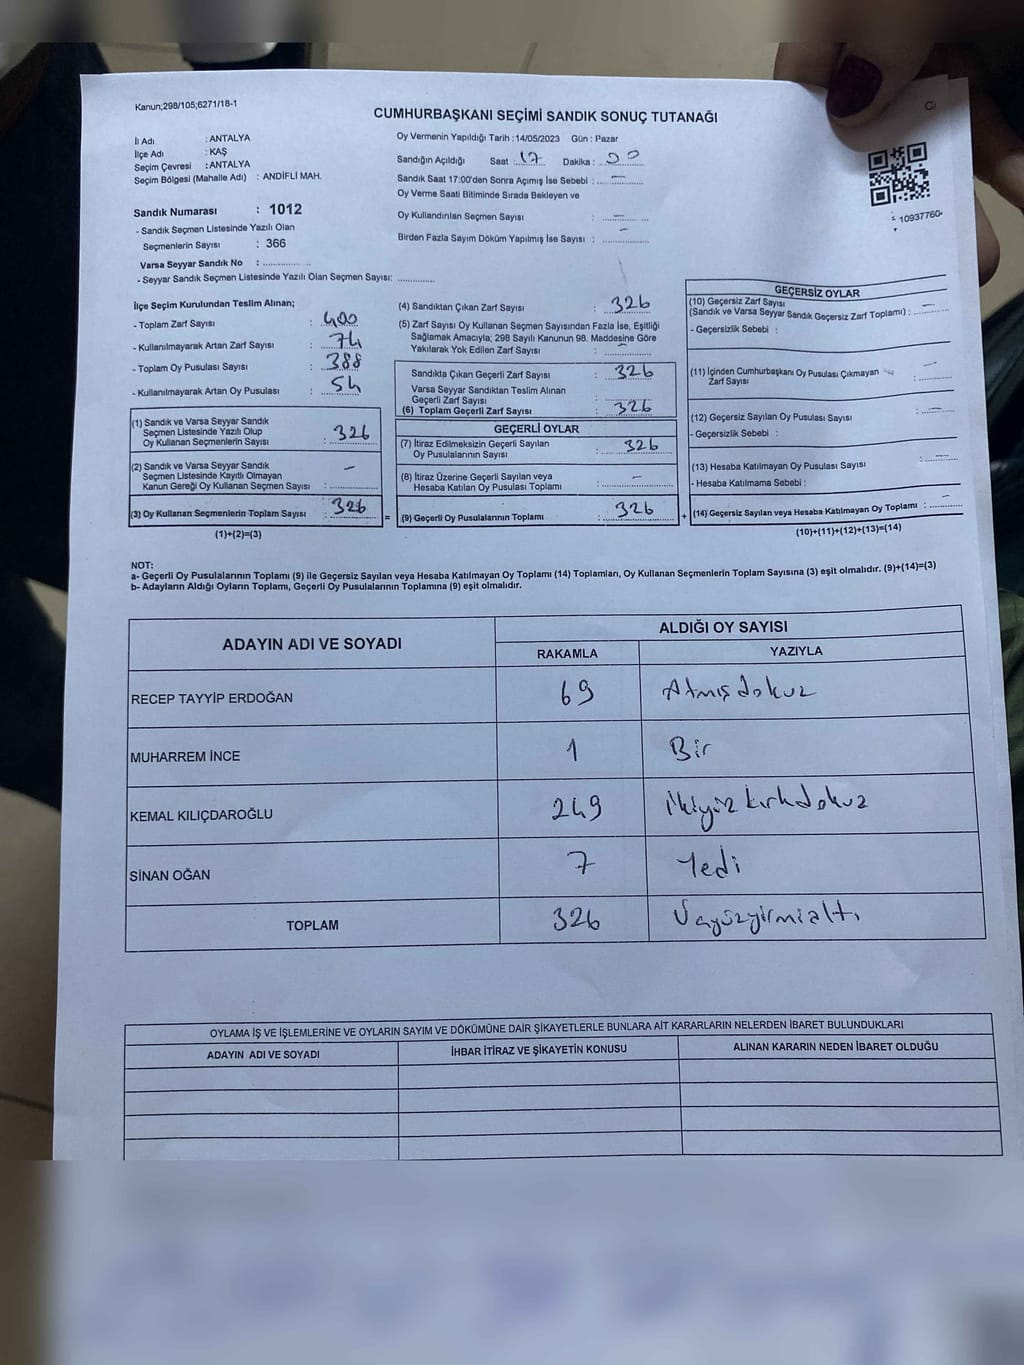 Kanun;298/105;6271/18-1
CUMHURBAŞKANI SEÇİMİ SANDIK SONUÇ TUTANAĞI
İl Adı : ANTALYA
İlçe Adı : KAŞ
Seçim Çevresi : ANTALYA
Seçim Bölgesi (Mahalle Adı) : ANDİFLİ MAH.
Sandık Numarası : 1012
- Sandık Seçmen Listesinde Yazılı Olan
Seçmenlerin Sayısı : 366
Varsa Seyyar Sandık No : ............
- Seyyar Sandık Seçmen Listesinde Yazılı Olan Seçmen Sayısı: ............
Oy Vermenin Yapıldığı Tarih : 14/05/2023 Gün : Pazar
Sandığın Açıldığı Saat : 17 Dakika : 00
Sandık Saat 17:00'den Sonra Açımış İse Sebebi : —
Oy Verme Saati Bitiminde Sırada Bekleyen ve
Oy Kullandırılan Seçmen Sayısı : —
Birden Fazla Sayım Döküm Yapılmış İse Sayısı : —
10937760
İlçe Seçim Kurulundan Teslim Alınan;
- Toplam Zarf Sayısı : 400
- Kullanılmayarak Artan Zarf Sayısı : 74
- Toplam Oy Pusulası Sayısı : 388
- Kullanılmayarak Artan Oy Pusulası : 54
(1) Sandık ve Varsa Seyyar Sandık
Seçmen Listesinde Yazılı Olup
Oy Kullanan Seçmenlerin Sayısı : 326
(2) Sandık ve Varsa Seyyar Sandık
Seçmen Listesinde Kayıtlı Olmayan
Kanun Gereği Oy Kullanan Seçmen Sayısı : —
(3) Oy Kullanan Seçmenlerin Toplam Sayısı : 326
(1)+(2)=(3)
(4) Sandıktan Çıkan Zarf Sayısı : 326
(5) Zarf Sayısı Oy Kullanan Seçmen Sayısından Fazla İse, Eşitliği
Sağlamak Amacıyla; 298 Sayılı Kanunun 98. Maddesine Göre
Yakılarak Yok Edilen Zarf Sayısı : —
Sandıkta Çıkan Geçerli Zarf Sayısı : 326
Varsa Seyyar Sandıktan Teslim Alınan
Geçerli Zarf Sayısı : ............
(6) Toplam Geçerli Zarf Sayısı : 326
GEÇERLİ OYLAR
(7) İtiraz Edilmeksizin Geçerli Sayılan
Oy Pusulalarının Sayısı : 326
(8) İtiraz Üzerine Geçerli Sayılan veya
Hesaba Katılan Oy Pusulası Toplamı : —
= (9) Geçerli Oy Pusulalarının Toplamı : 326 +
GEÇERSİZ OYLAR
(10) Geçersiz Zarf Sayısı
(Sandık ve Varsa Seyyar Sandık Geçersiz Zarf Toplamı) : —
- Geçersizlik Sebebi :
(11) İçinden Cumhurbaşkanı Oy Pusulası Çıkmayan
Zarf Sayısı : —
(12) Geçersiz Sayılan Oy Pusulası Sayısı : —
- Geçersizlik Sebebi :
(13) Hesaba Katılmayan Oy Pusulası Sayısı : —
- Hesaba Katılmama Sebebi :
(14) Geçersiz Sayılan veya Hesaba Katılmayan Oy Toplamı : —
(10)+(11)+(12)+(13)=(14)
NOT:
a- Geçerli Oy Pusulalarının Toplamı (9) ile Geçersiz Sayılan veya Hesaba Katılmayan Oy Toplamı (14) Toplamları, Oy Kullanan Seçmenlerin Toplam Sayısına (3) eşit olmalıdır. (9)+(14)=(3)
b- Adayların Aldığı Oyların Toplamı, Geçerli Oy Pusulalarının Toplamına (9) eşit olmalıdır.
ADAYIN ADI VE SOYADI ALDIĞI OY SAYISI
RAKAMLA YAZIYLA
RECEP TAYYİP ERDOĞAN 69 Atmışdokuz
MUHARREM İNCE 1 Bir
KEMAL KILIÇDAROĞLU 249 İkiyüzkırkdokuz
SİNAN OĞAN 7 Yedi
TOPLAM 326 Üçyüzyirmialtı
OYLAMA İŞ VE İŞLEMLERİNE VE OYLARIN SAYIM VE DÖKÜMÜNE DAİR ŞİKAYETLERLE BUNLARA AİT KARARLARIN NELERDEN İBARET BULUNDUKLARI
ADAYIN ADI VE SOYADI İHBAR İTİRAZ VE ŞİKAYETİN KONUSU ALINAN KARARIN NEDEN İBARET OLDUĞU